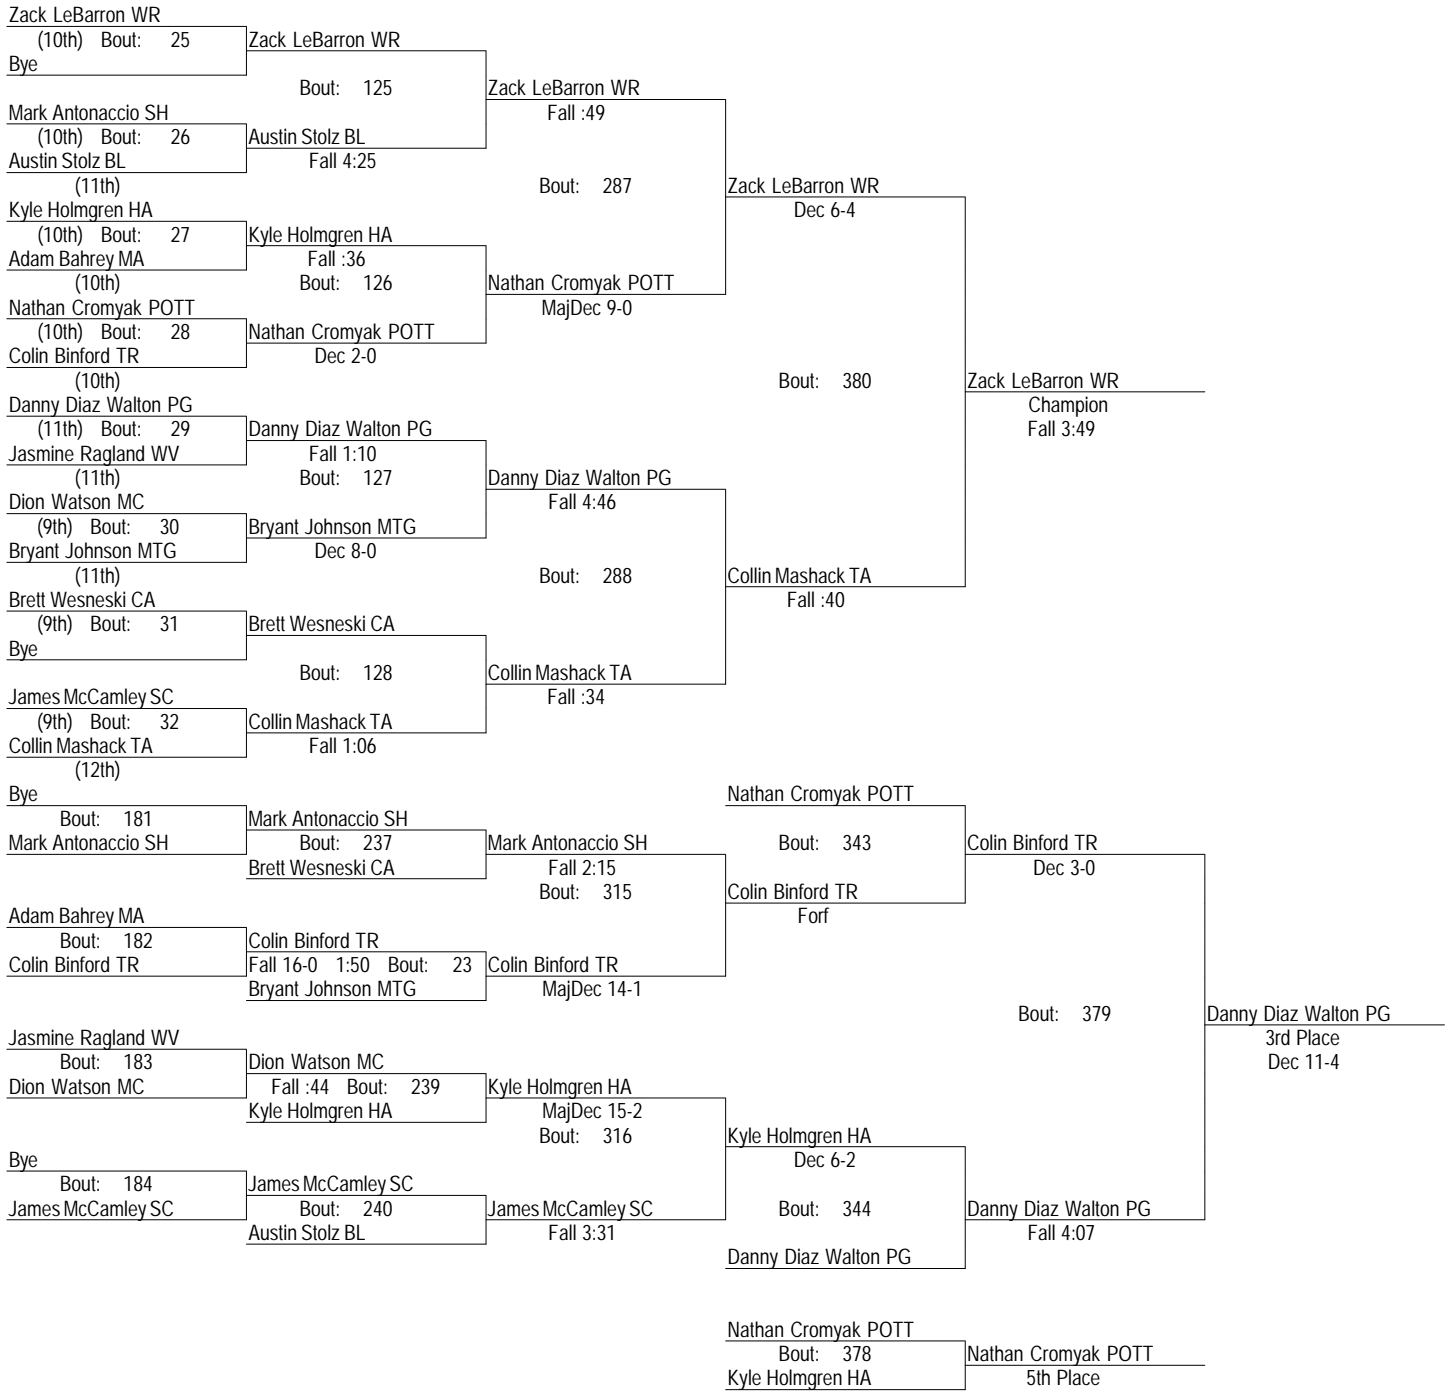 Zack LeBarron WR
(10th) Bout: 25 Zack LeBarron WR
Bye
Bout: 125 Zack LeBarron WR
Mark Antonaccio SH Fall :49
(10th) Bout: 26 Austin Stolz BL
Austin Stolz BL Fall 4:25
(11th) Bout: 287 Zack LeBarron WR
Kyle Holmgren HA Dec 6-4
(10th) Bout: 27 Kyle Holmgren HA
Adam Bahrey MA Fall :36
(10th) Bout: 126 Nathan Cromyak POTT
Nathan Cromyak POTT MajDec 9-0
(10th) Bout: 28 Nathan Cromyak POTT
Colin Binford TR Dec 2-0
(10th) Bout: 380 Zack LeBarron WR
Danny Diaz Walton PG Champion
(11th) Bout: 29 Danny Diaz Walton PG Fall 3:49
Jasmine Ragland WV Fall 1:10
(11th) Bout: 127 Danny Diaz Walton PG
Dion Watson MC Fall 4:46
(9th) Bout: 30 Bryant Johnson MTG
Bryant Johnson MTG Dec 8-0
(11th) Bout: 288 Collin Mashack TA
Brett Wesneski CA Fall :40
(9th) Bout: 31 Brett Wesneski CA
Bye
Bout: 128 Collin Mashack TA
James McCamley SC Fall :34
(9th) Bout: 32 Collin Mashack TA
Collin Mashack TA Fall 1:06
(12th)
Bye Nathan Cromyak POTT
Bout: 181 Mark Antonaccio SH
Mark Antonaccio SH Bout: 237 Mark Antonaccio SH Bout: 343 Colin Binford TR
Brett Wesneski CA Fall 2:15 Dec 3-0
Bout: 315 Colin Binford TR
Adam Bahrey MA Forf
Bout: 182 Colin Binford TR
Colin Binford TR Fall 16-0 1:50 Bout: 23 Colin Binford TR
Bryant Johnson MTG MajDec 14-1
Bout: 379 Danny Diaz Walton PG
Jasmine Ragland WV 3rd Place
Bout: 183 Dion Watson MC Dec 11-4
Dion Watson MC Fall :44 Bout: 239 Kyle Holmgren HA
Kyle Holmgren HA MajDec 15-2
Bout: 316 Kyle Holmgren HA
Bye Dec 6-2
Bout: 184 James McCamley SC
James McCamley SC Bout: 240 James McCamley SC Bout: 344 Danny Diaz Walton PG
Austin Stolz BL Fall 3:31 Fall 4:07
Danny Diaz Walton PG
Nathan Cromyak POTT
Bout: 378 Nathan Cromyak POTT
Kyle Holmgren HA 5th Place